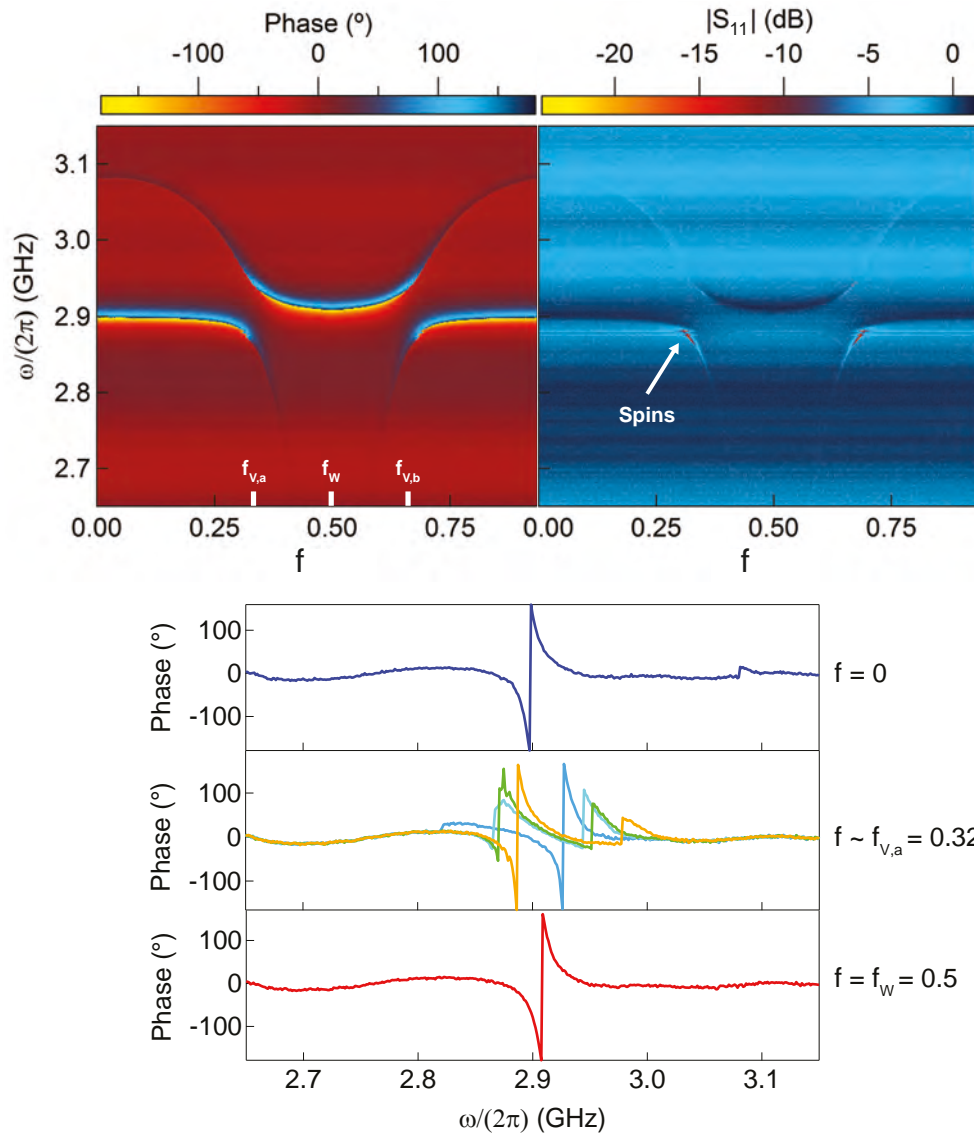 Phase (º)
-100 0 100
|S11| (dB)
-20 -15 -10 -5 0
ω/(2π) (GHz)
3.1
3.0
2.9
2.8
2.7
fV,a fW fV,b
0.00 0.25 0.50 0.75
f
Spins
0.00 0.25 0.50 0.75
f
Phase (°)
100
0
-100
f = 0
Phase (°)
100
0
-100
f ~ fV,a = 0.32
Phase (°)
100
0
-100
f = fW = 0.5
2.7 2.8 2.9 3.0 3.1
ω/(2π) (GHz)